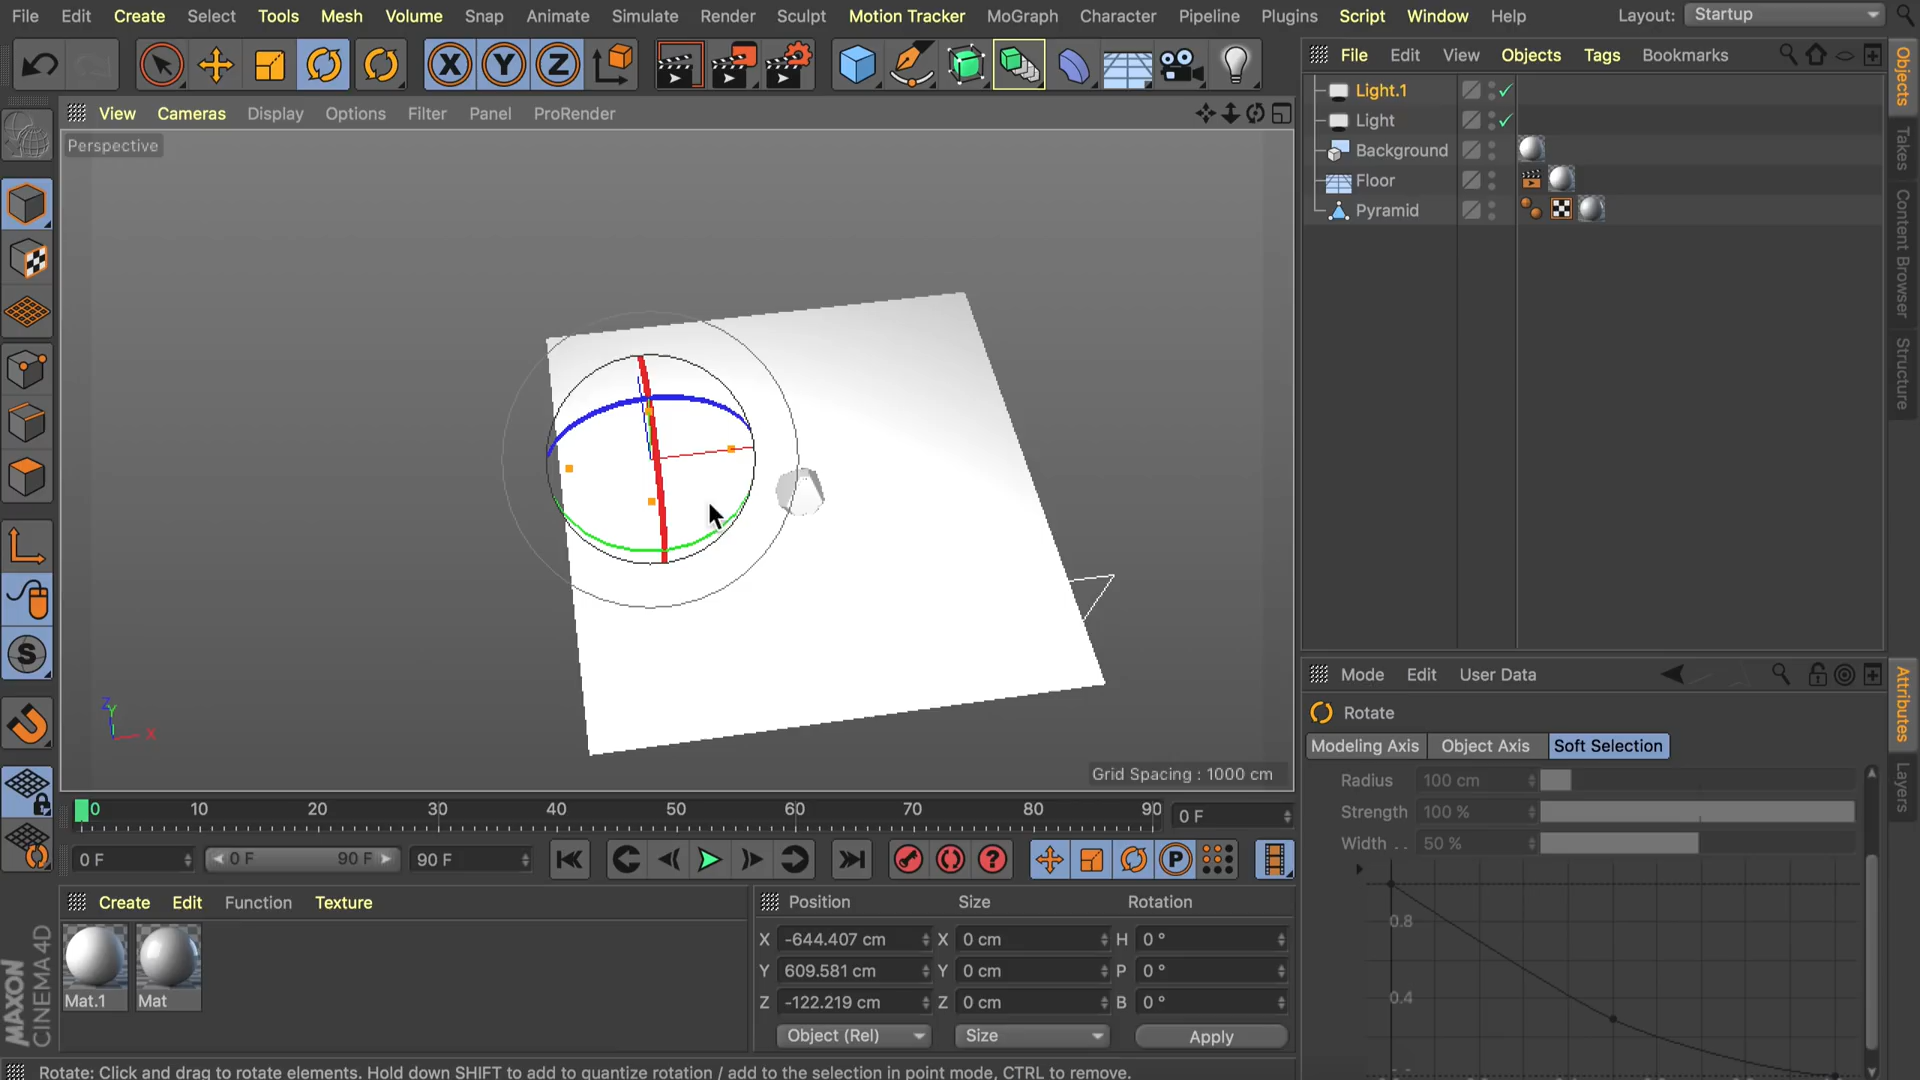 File Edit Create Select Tools Mesh Volume Snap Animate Simulate Render Sculpt Motion Tracker MoGraph Character Pipeline Plugins Script Window Help Layout: Startup
X Y Z
File Edit View Objects Tags Bookmarks
View Cameras Display Options Filter Panel ProRender
Perspective
Light.1
Light
Background
Floor
Pyramid
Objects
Takes
Content Browser
Structure
S
Z
Y
X
Grid Spacing : 1000 cm
Mode Edit User Data
Rotate
Modeling Axis Object Axis Soft Selection
Radius 100 cm
Strength 100 %
Width . . 50 %
0.8
0.4
Attributes
Layers
0 10 20 30 40 50 60 70 80 90 0 F
0 F 0 F 90 F 90 F
? P
Create Edit Function Texture
Mat.1 Mat
MAXON
CINEMA 4D
Position Size Rotation
X -644.407 cm X 0 cm H 0 °
Y 609.581 cm Y 0 cm P 0 °
Z -122.219 cm Z 0 cm B 0 °
Object (Rel) Size Apply
Rotate: Click and drag to rotate elements. Hold down SHIFT to add to quantize rotation / add to the selection in point mode, CTRL to remove.